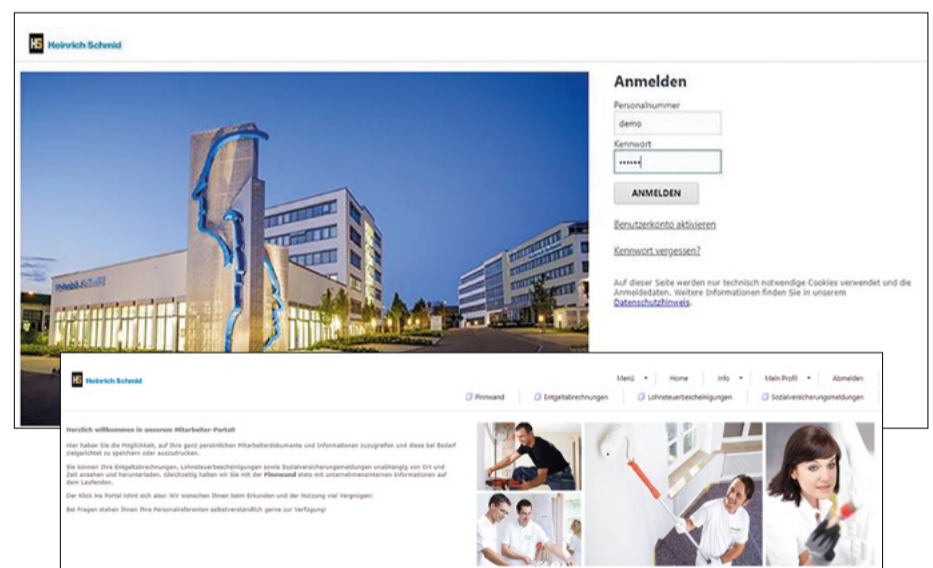 HS Heinrich Schmid
Anmelden
Personalnummer
demo
Kennwort
••••••
ANMELDEN
Benutzerkonto aktivieren
Kennwort vergessen?
Auf dieser Seite werden nur technisch notwendige Cookies verwendet und die
Anmeldedaten. Weitere Informationen finden Sie in unserem
Datenschutzhinweis.
HS Heinrich Schmid
Menü Home Info Mein Profil Abmelden
Pinnwand Entgeltabrechnungen Lohnsteuerbescheinigungen Sozialversicherungsmeldungen
Herzlich willkommen in unserem Mitarbeiter-Portal!
Hier haben Sie die Möglichkeit, auf Ihre ganz persönlichen Mitarbeiterdokumente und Informationen zuzugreifen und diese bei Bedarf
zielgerichtet zu speichern oder auszudrucken.
Sie können Ihre Entgeltabrechnungen, Lohnsteuerbescheinigungen sowie Sozialversicherungsmeldungen unabhängig von Ort und
Zeit ansehen und herunterladen. Gleichzeitig halten wir Sie mit der Pinnwand stets mit unternehmensinternen Informationen auf
dem Laufenden.
Der Klick ins Portal lohnt sich also! Wir wünschen Ihnen beim Erkunden und der Nutzung viel Vergnügen!
Bei Fragen stehen Ihnen Ihre Personalreferenten selbstverständlich gerne zur Verfügung!